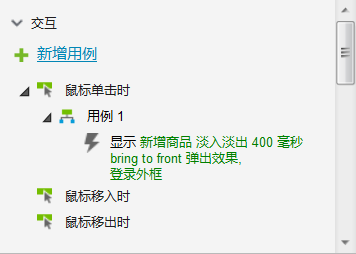 交互
新增用例
鼠标单击时
用例 1
显示 新增商品 淡入淡出 400 毫秒
bring to front 弹出效果,
登录外框
鼠标移入时
鼠标移出时